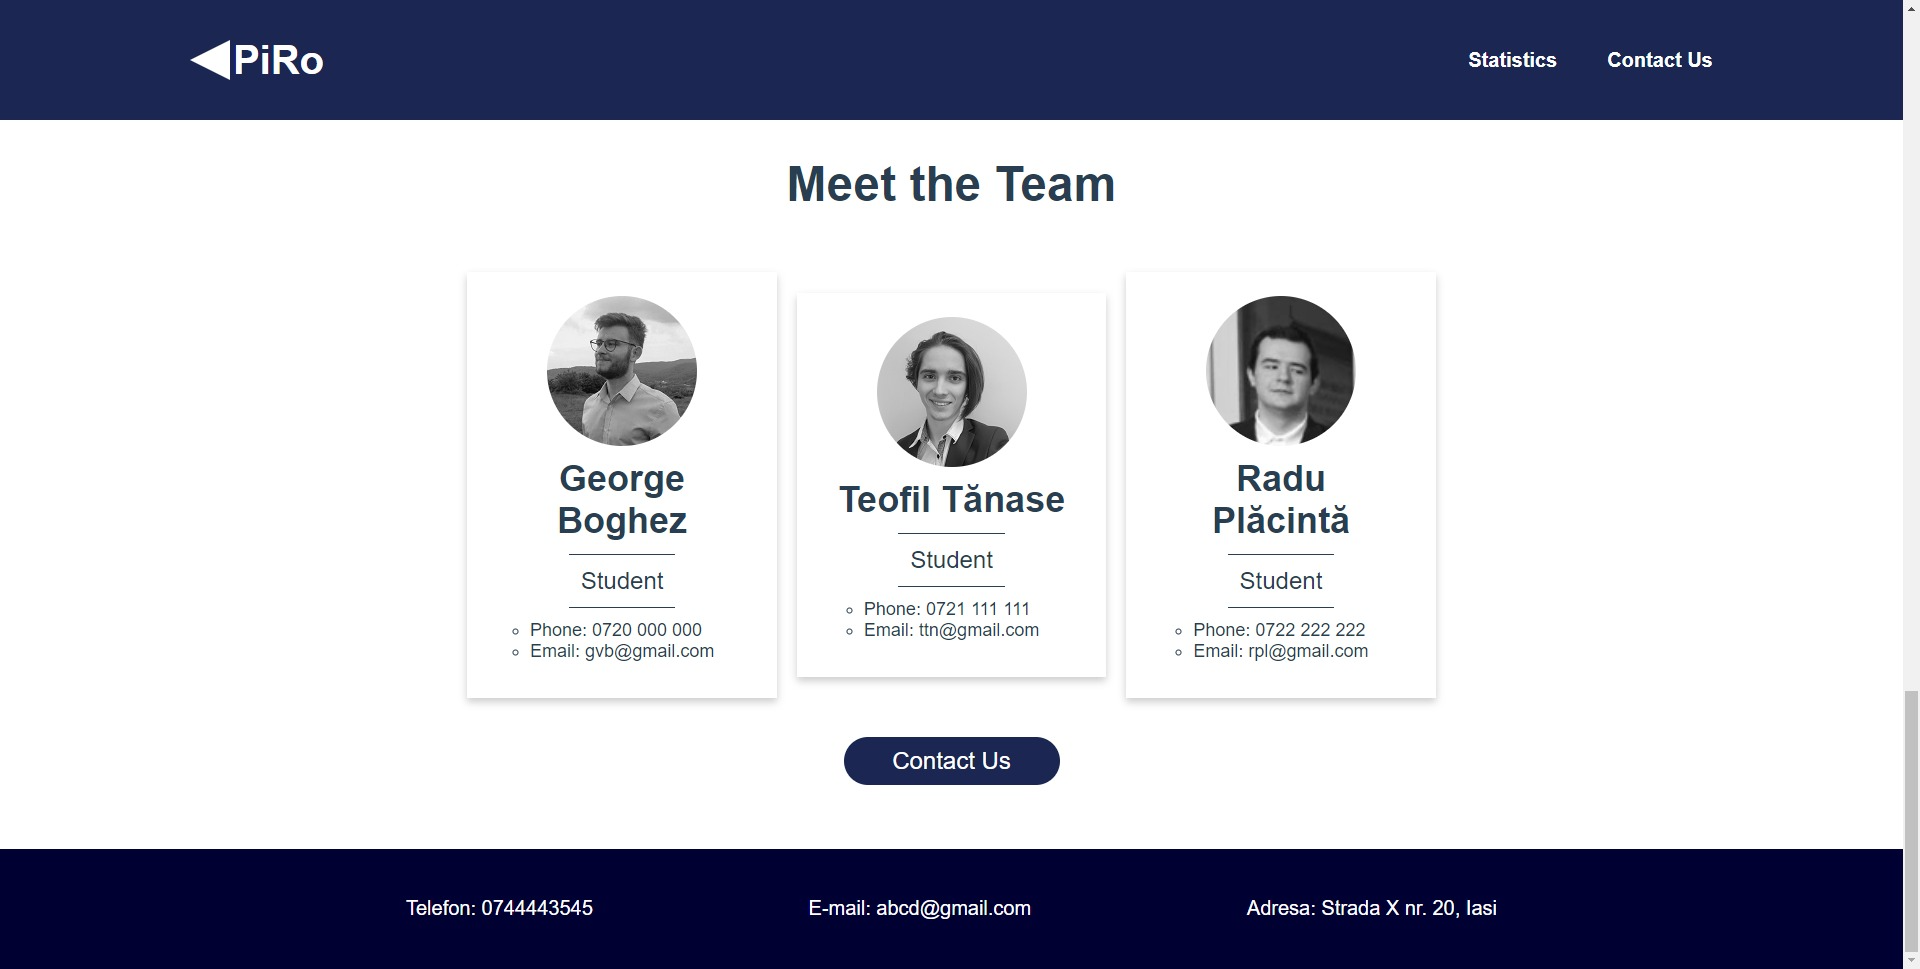 PiRo
Statistics
Contact Us
Meet the Team
George
Boghez
Student
Phone: 0720 000 000
Email: gvb@gmail.com
Teofil Tănase
Student
Phone: 0721 111 111
Email: ttn@gmail.com
Radu
Plăcintă
Student
Phone: 0722 222 222
Email: rpl@gmail.com
Contact Us
Telefon: 0744443545
E-mail: abcd@gmail.com
Adresa: Strada X nr. 20, Iasi